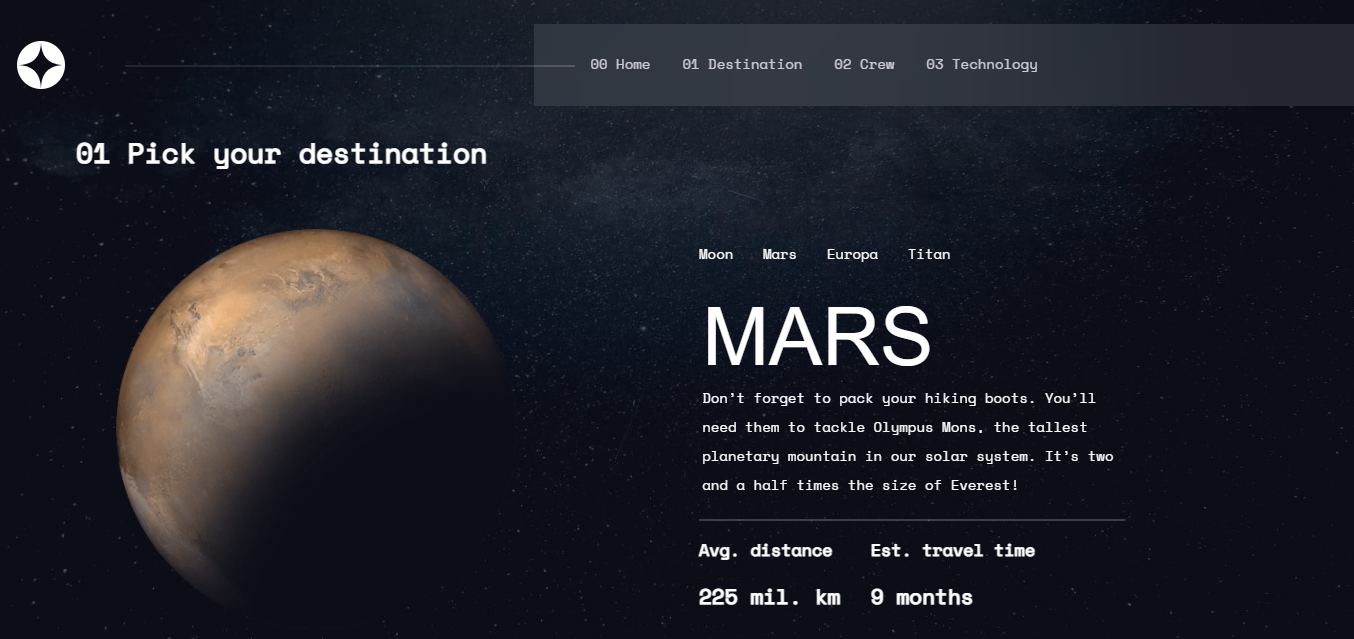 00 Home 01 Destination 02 Crew 03 Technology
01 Pick your destination
Moon Mars Europa Titan
MARS
Don’t forget to pack your hiking boots. You’ll
need them to tackle Olympus Mons, the tallest
planetary mountain in our solar system. It’s two
and a half times the size of Everest!
Avg. distance Est. travel time
225 mil. km 9 months